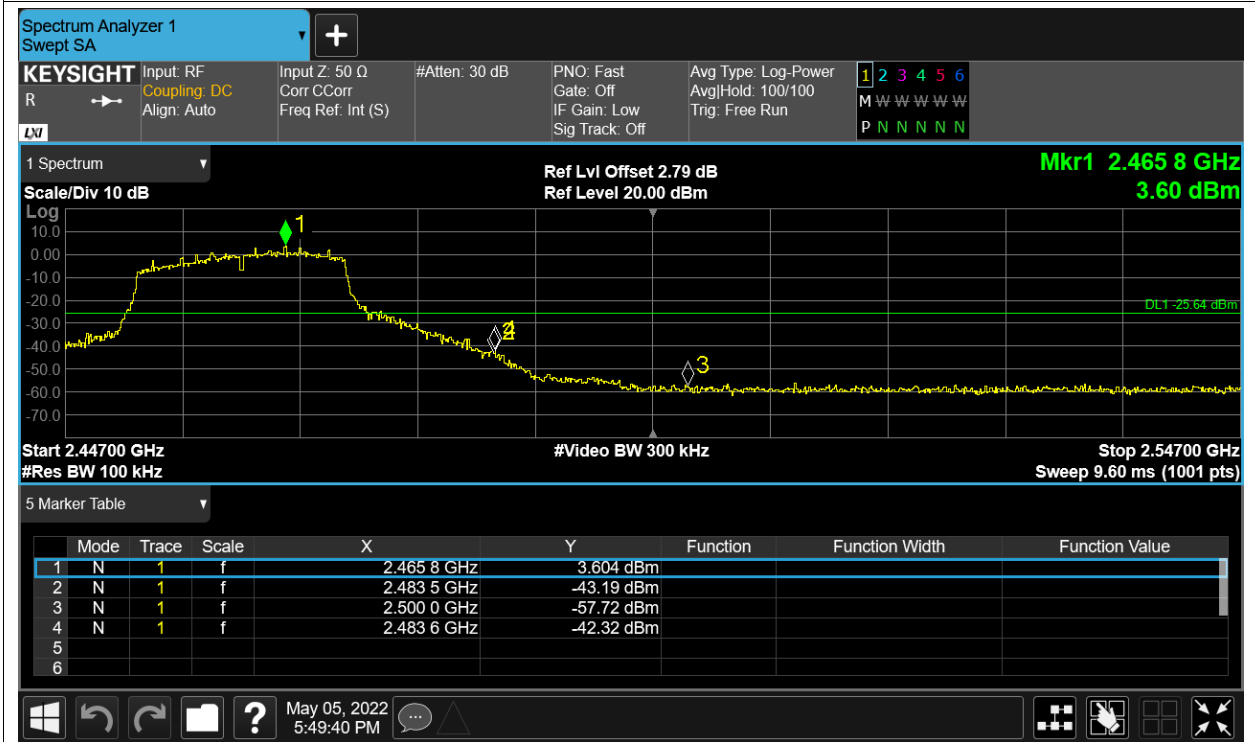 Spectrum Analyzer 1
Swept SA
KEYSIGHT
R
LXI
Input: RF
Coupling: DC
Align: Auto
Input Z: 50 Ω
Corr CCorr
Freq Ref: Int (S)
#Atten: 30 dB
PNO: Fast
Gate: Off
IF Gain: Low
Sig Track: Off
Avg Type: Log-Power
Avg|Hold: 100/100
Trig: Free Run
1 2 3 4 5 6
M W W W W W
P N N N N N
1 Spectrum
Scale/Div 10 dB
Ref Lvl Offset 2.79 dB
Ref Level 20.00 dBm
Mkr1 2.465 8 GHz
3.60 dBm
Log
10.0
0.00
-10.0
-20.0
-30.0
-40.0
-50.0
-60.0
-70.0
1
3
DL1 -25.64 dBm
Start 2.44700 GHz
#Video BW 300 kHz
Stop 2.54700 GHz
#Res BW 100 kHz
Sweep 9.60 ms (1001 pts)
5 Marker Table
Mode Trace Scale X Y Function Function Width Function Value
1 N 1 f 2.465 8 GHz 3.604 dBm
2 N 1 f 2.483 5 GHz -43.19 dBm
3 N 1 f 2.500 0 GHz -57.72 dBm
4 N 1 f 2.483 6 GHz -42.32 dBm
5
6
?
May 05, 2022
5:49:40 PM